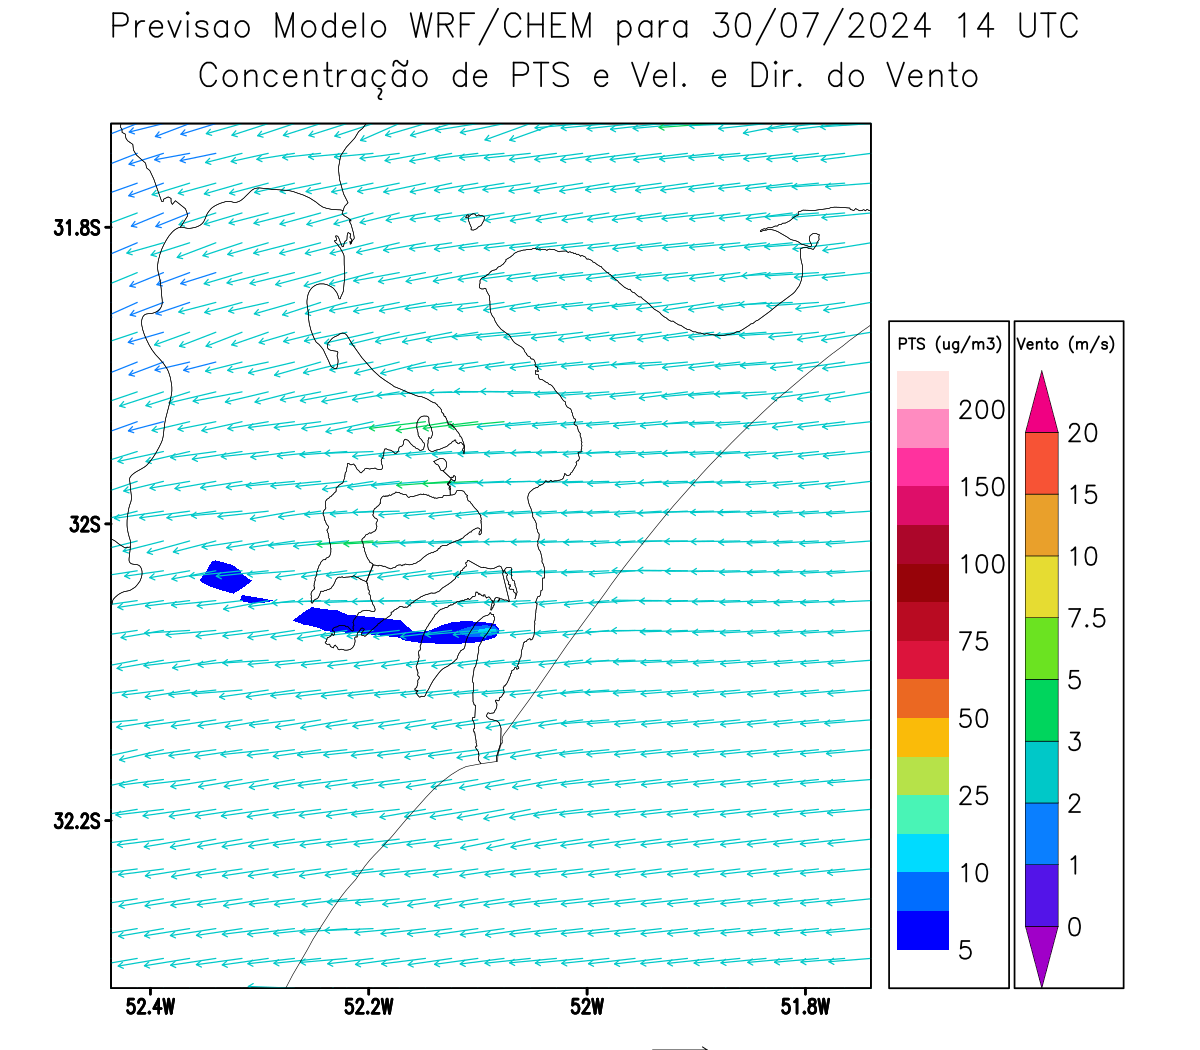 Previsao Modelo WRF/CHEM para 30/07/2024 14 UTC
Concentração de PTS e Vel. e Dir. do Vento
31.8S
32S
32.2S
52.4W 52.2W 52W 51.8W
PTS (ug/m3)
200
150
100
75
50
25
10
5
Vento (m/s)
20
15
10
7.5
5
3
2
1
0